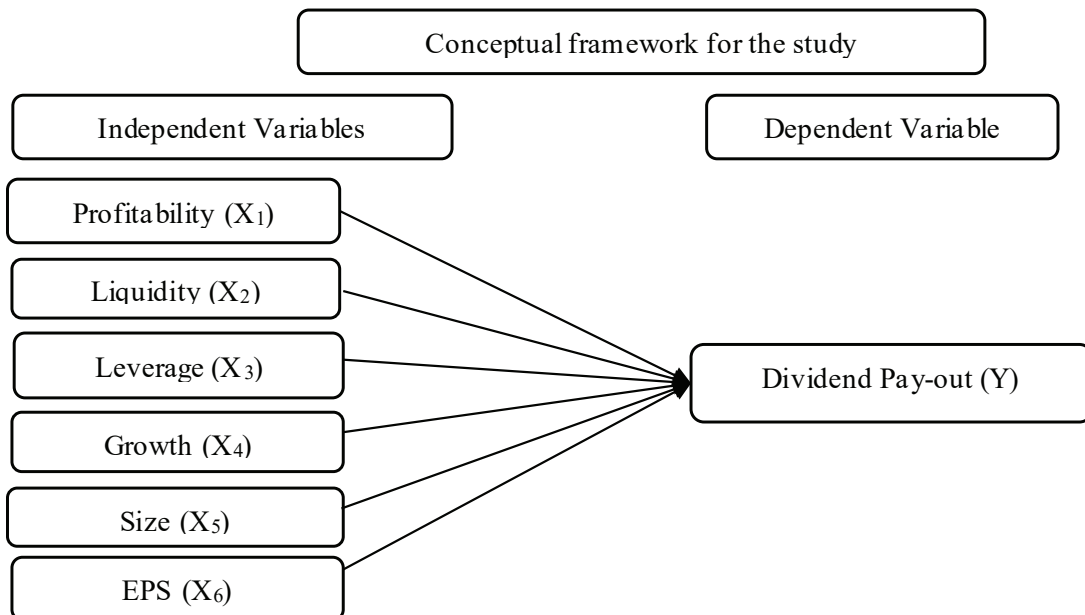 Conceptual framework for the study
Independent Variables
Dependent Variable
Profitability (X₁)
Liquidity (X₂)
Leverage (X₃)
Dividend Pay-out (Y)
Growth (X₄)
Size (X₅)
EPS (X₆)